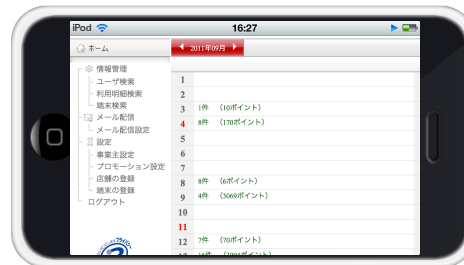 iPod 16:27
ホーム
2011年09月
情報管理
ユーザ検索
利用明細検索
端末検索
メール配信
メール配信設定
設定
事業主設定
プロモーション設定
店舗の登録
端末の登録
ログアウト
1
2
3 1件 (10ポイント)
4 8件 (170ポイント)
5
6
7
8 8件 (6ポイント)
9 4件 (3069ポイント)
10
11
12 7件 (70ポイント)